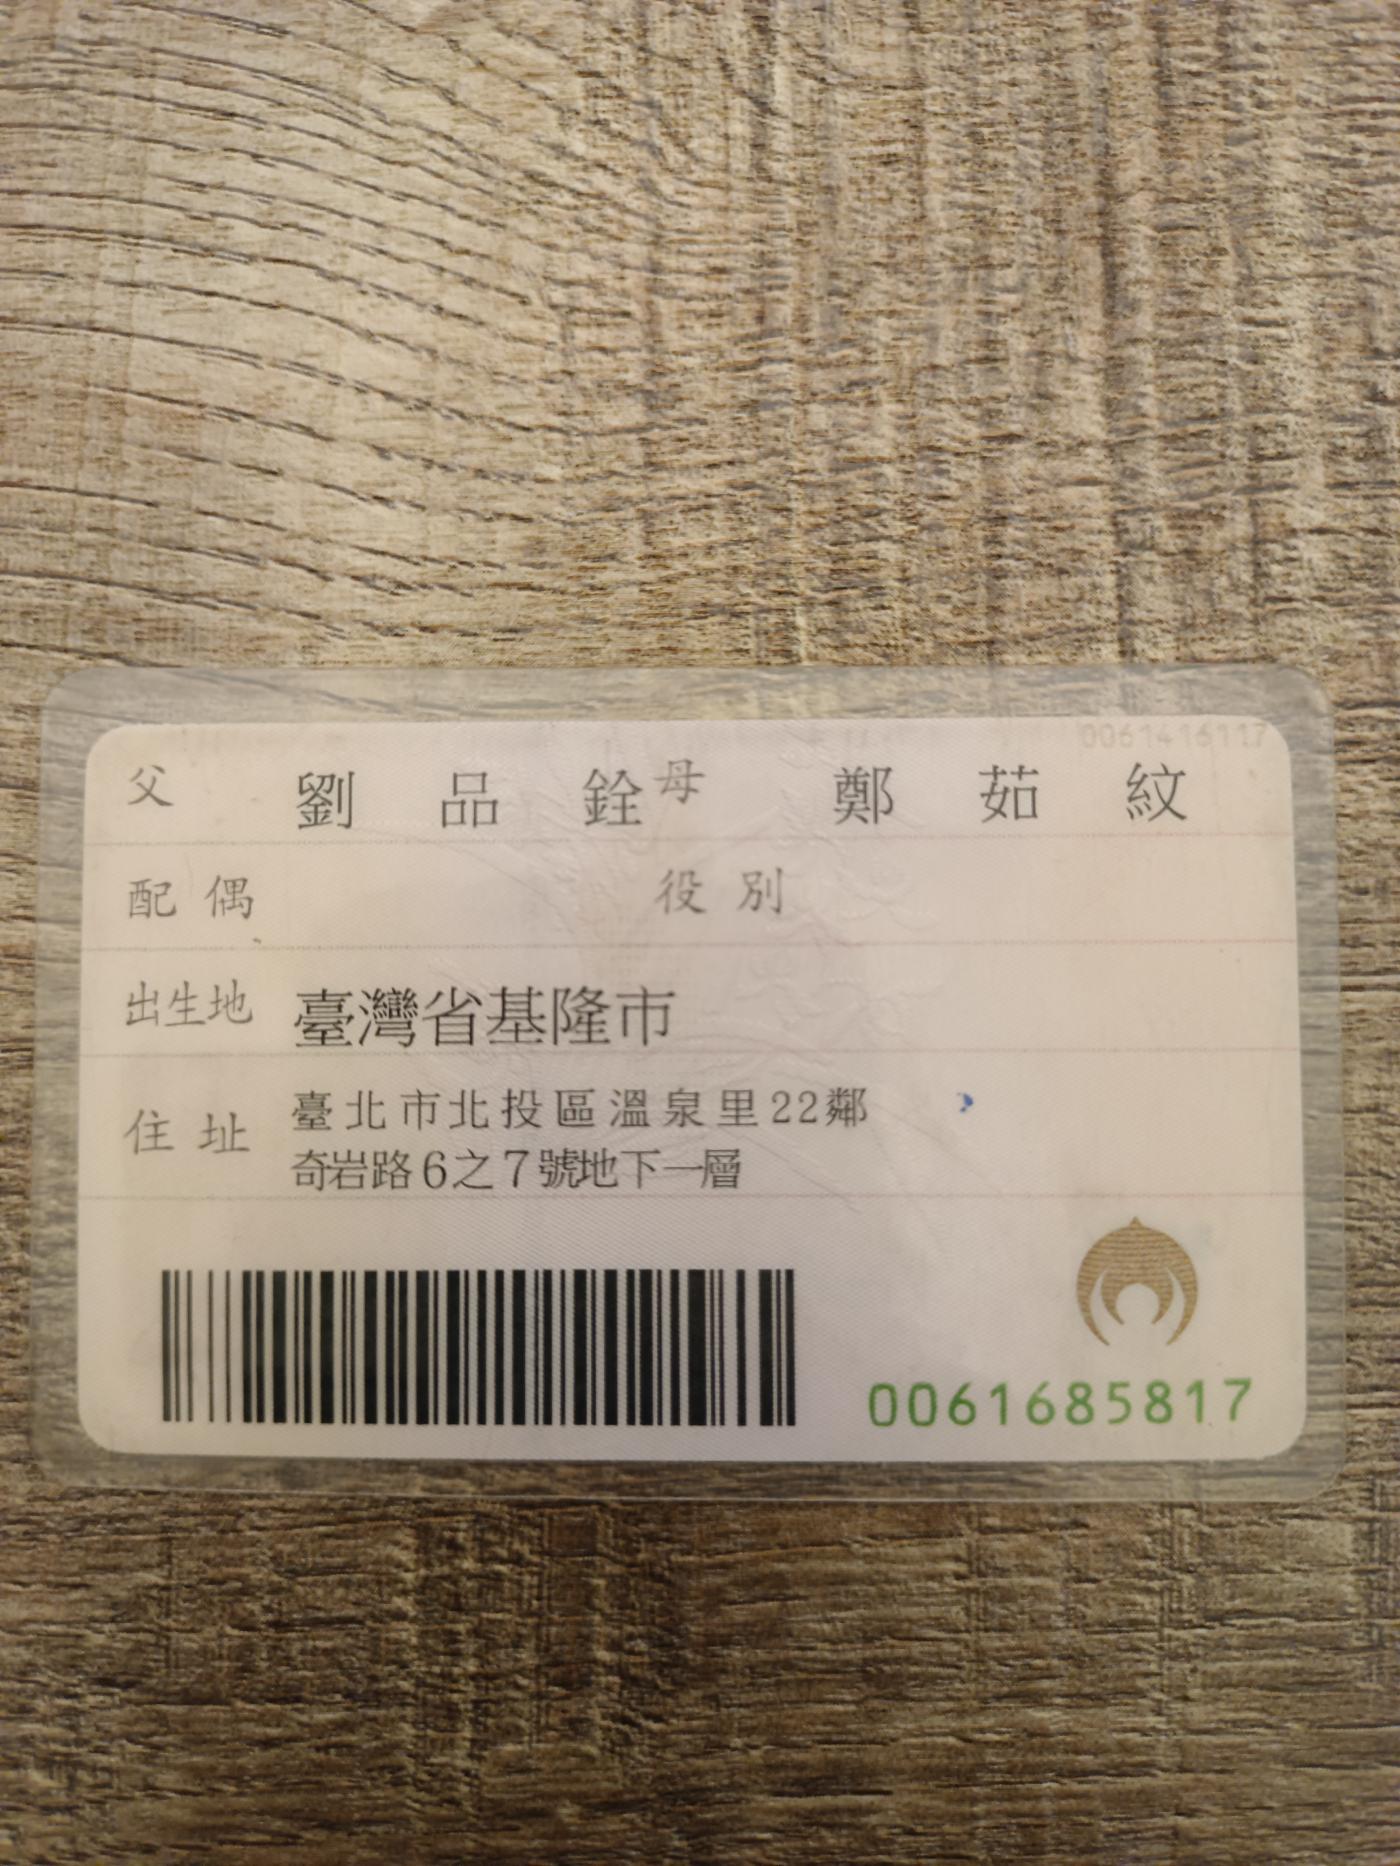 0061416117
父 劉品銓 母 鄭茹紋
配偶 役別
出生地 臺灣省基隆市
住址 臺北市北投區溫泉里22鄰
奇岩路6之7號地下一層
0061685817